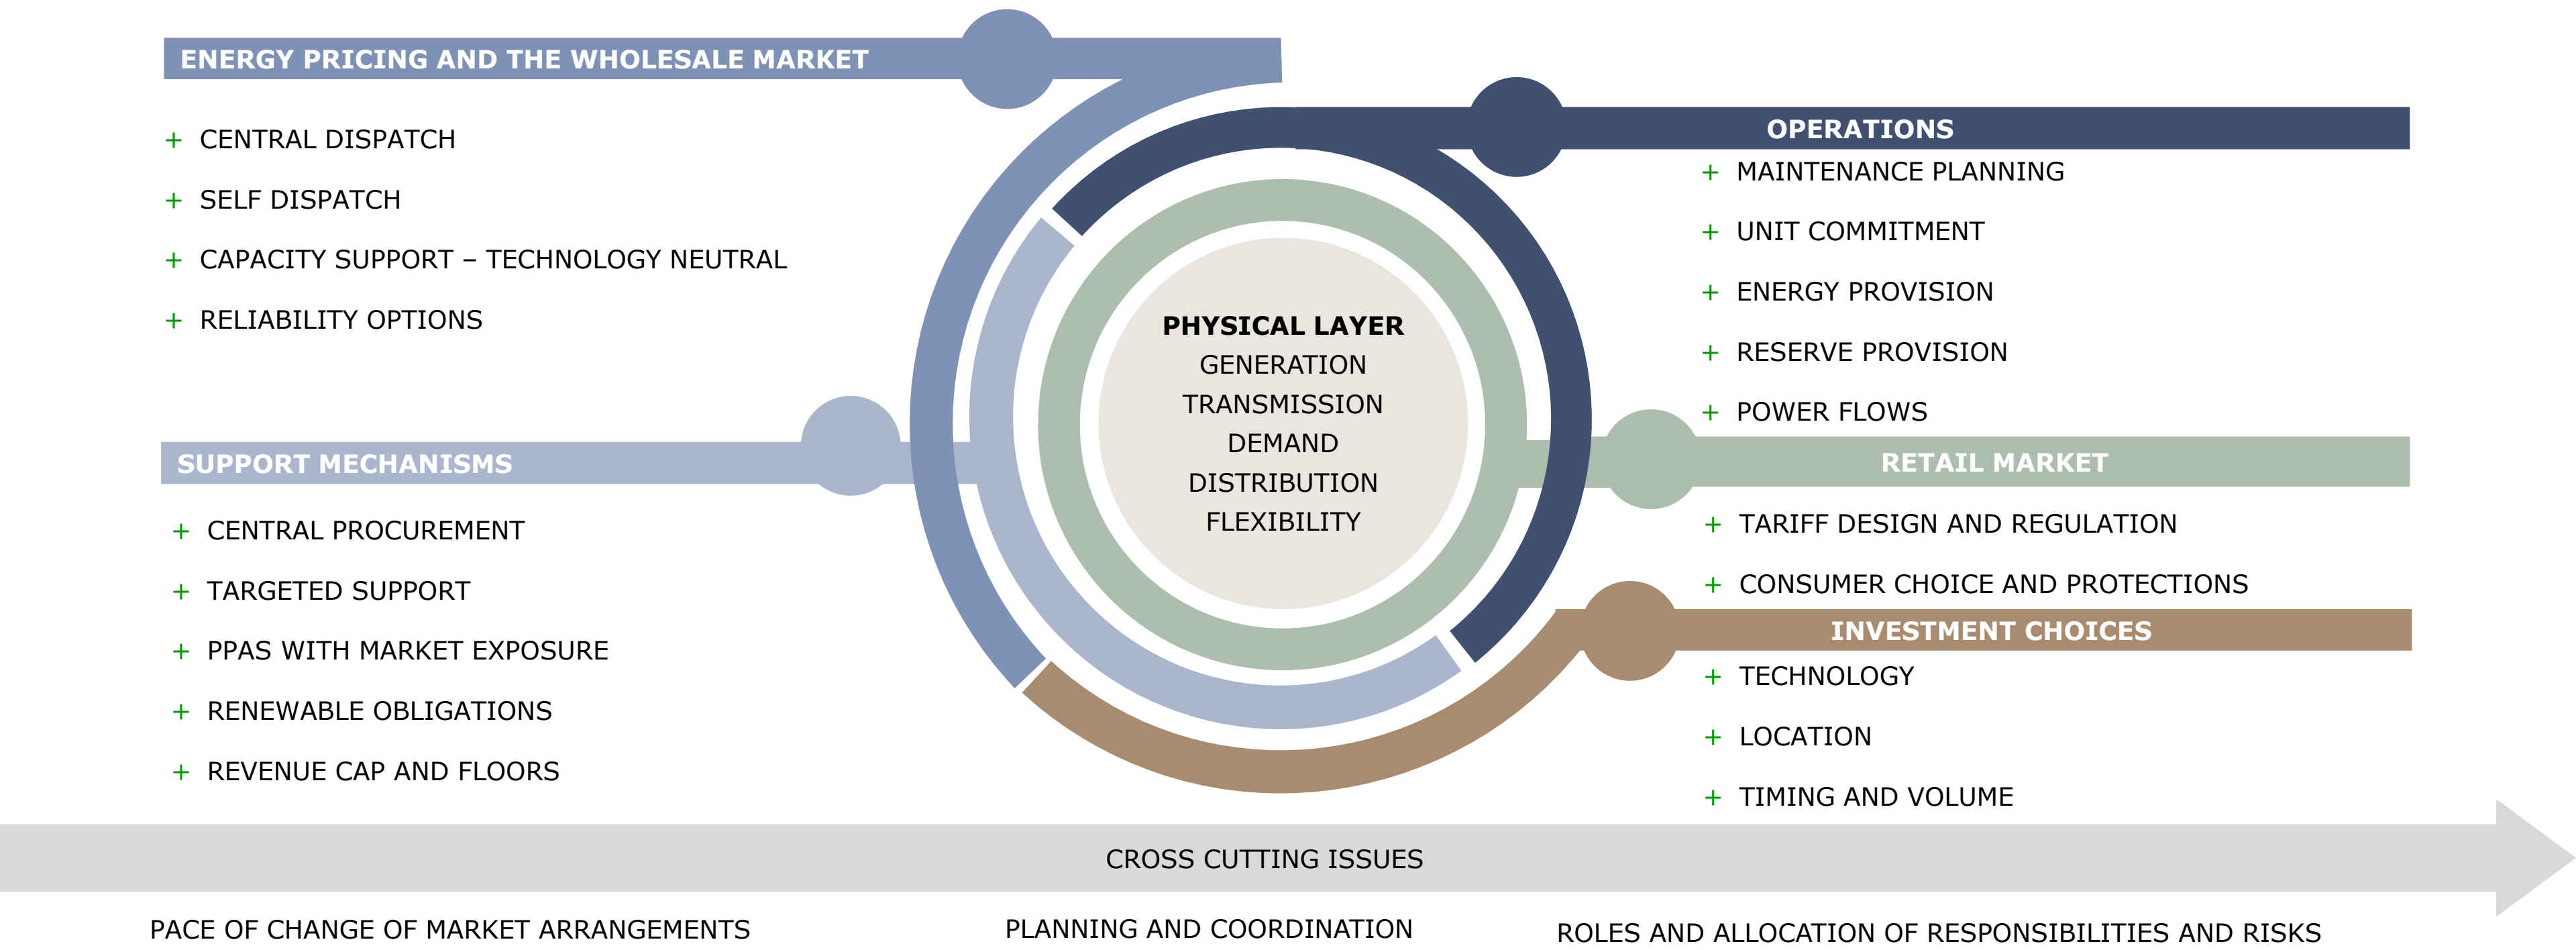 ENERGY PRICING AND THE WHOLESALE MARKET
+ CENTRAL DISPATCH
+ SELF DISPATCH
+ CAPACITY SUPPORT – TECHNOLOGY NEUTRAL
+ RELIABILITY OPTIONS
SUPPORT MECHANISMS
+ CENTRAL PROCUREMENT
+ TARGETED SUPPORT
+ PPAS WITH MARKET EXPOSURE
+ RENEWABLE OBLIGATIONS
+ REVENUE CAP AND FLOORS
PHYSICAL LAYER
GENERATION
TRANSMISSION
DEMAND
DISTRIBUTION
FLEXIBILITY
OPERATIONS
+ MAINTENANCE PLANNING
+ UNIT COMMITMENT
+ ENERGY PROVISION
+ RESERVE PROVISION
+ POWER FLOWS
RETAIL MARKET
+ TARIFF DESIGN AND REGULATION
+ CONSUMER CHOICE AND PROTECTIONS
INVESTMENT CHOICES
+ TECHNOLOGY
+ LOCATION
+ TIMING AND VOLUME
CROSS CUTTING ISSUES
PACE OF CHANGE OF MARKET ARRANGEMENTS
PLANNING AND COORDINATION
ROLES AND ALLOCATION OF RESPONSIBILITIES AND RISKS